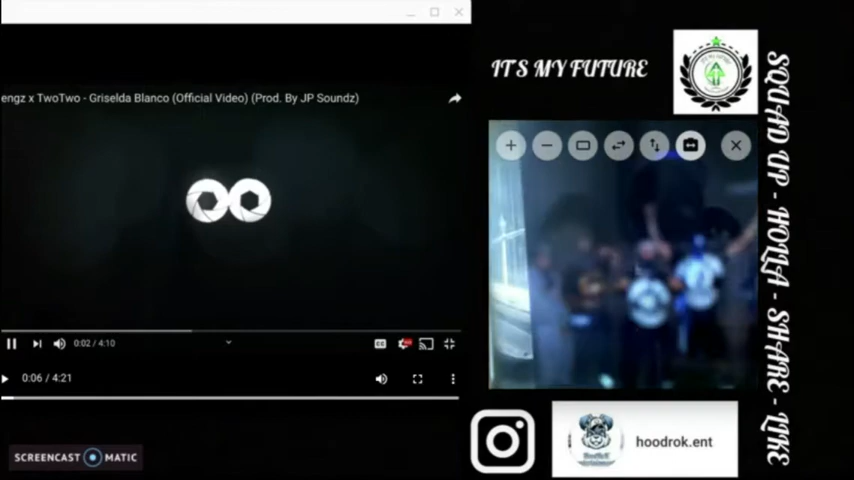 engz x TwoTwo - Griselda Blanco (Official Video) (Prod. By JP Soundz)
0:02 / 4:10
CC
0:06 / 4:21
SCREENCAST MATIC
IT'S MY FUTURE
SQUAD UP - HOLLA - SHARE - LIKE
hoodrok.ent